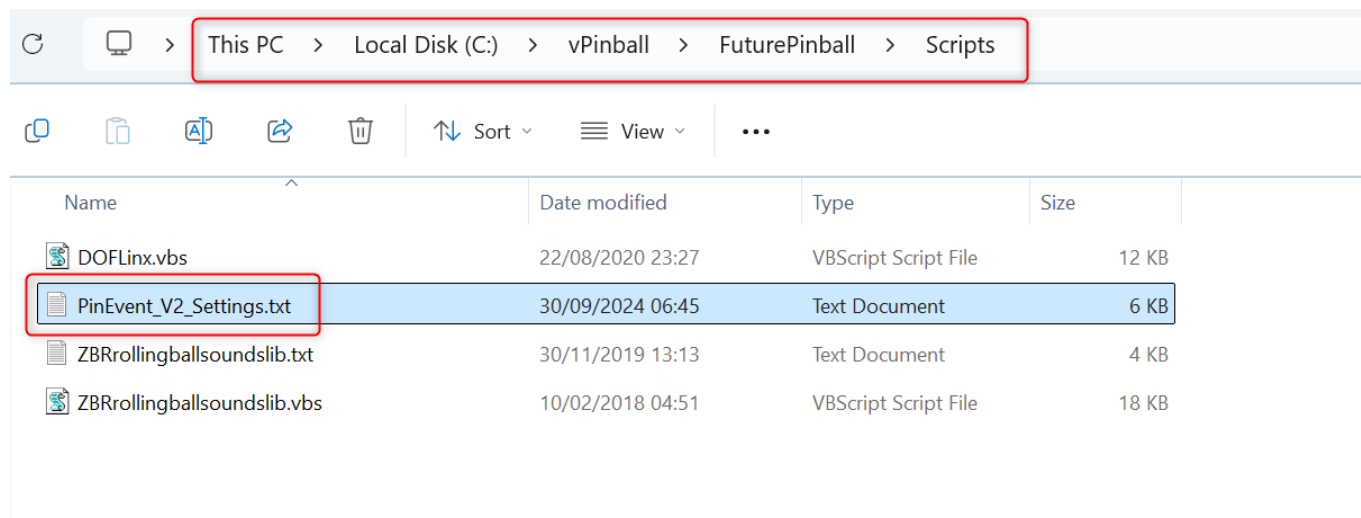 This PC > Local Disk (C:) > vPinball > FuturePinball > Scripts
Sort View
Name Date modified Type Size
DOFLinx.vbs 22/08/2020 23:27 VBScript Script File 12 KB
PinEvent_V2_Settings.txt 30/09/2024 06:45 Text Document 6 KB
ZBRrollingballsoundslib.txt 30/11/2019 13:13 Text Document 4 KB
ZBRrollingballsoundslib.vbs 10/02/2018 04:51 VBScript Script File 18 KB